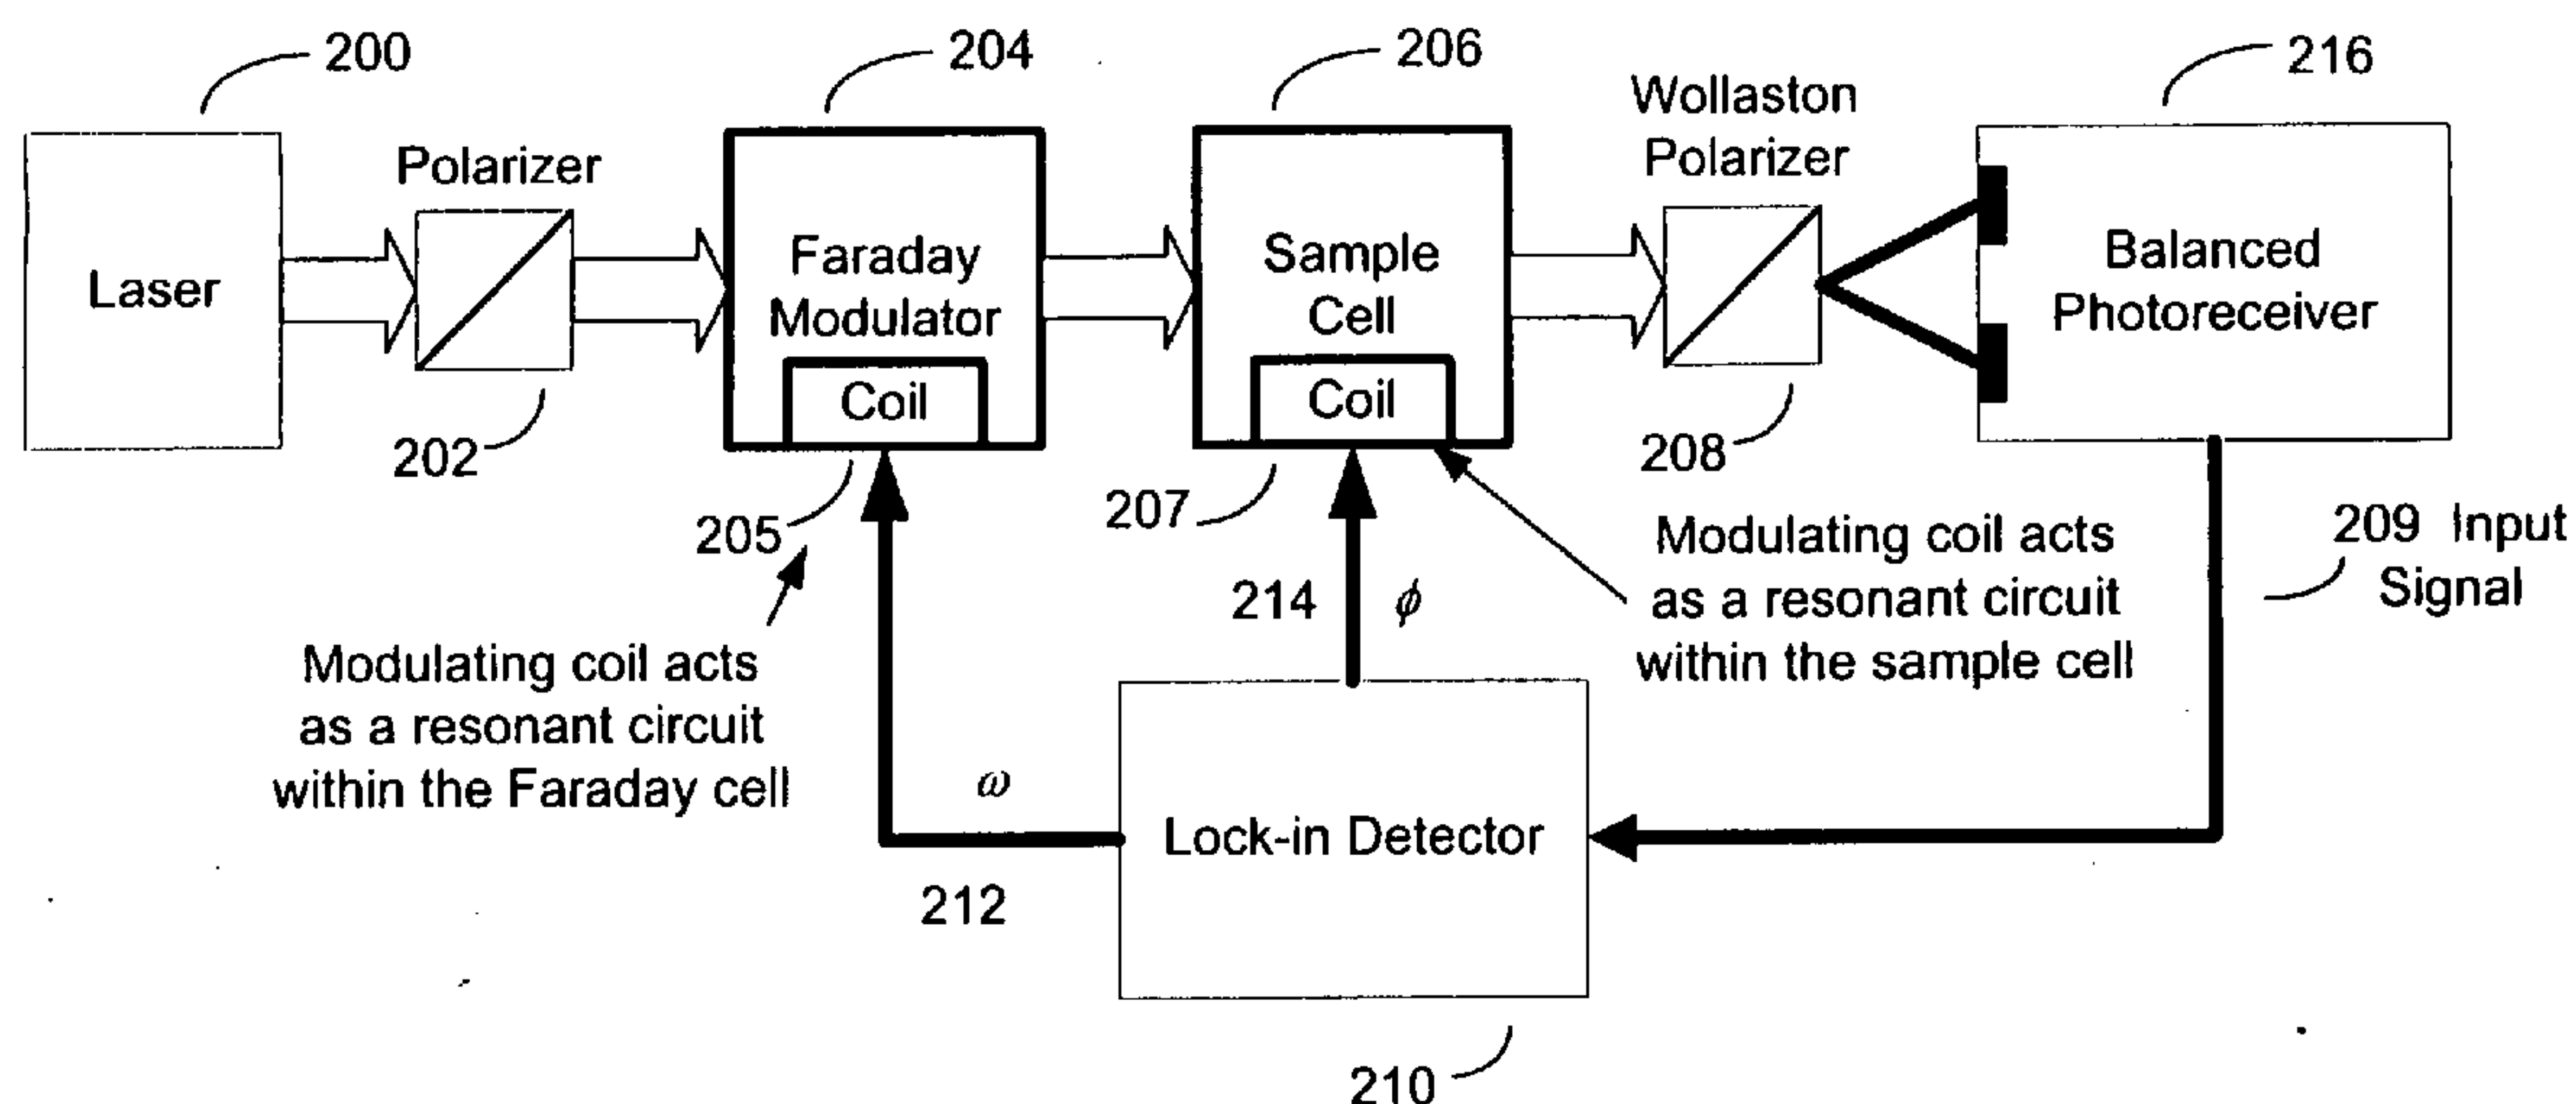 200
204
206
216
Wollaston
Polarizer
Polarizer
Laser
Faraday
Modulator
Sample
Cell
Balanced
Photoreceiver
Coil
Coil
202
208
205
207
209 Input
Signal
214
ϕ
Modulating coil acts
as a resonant circuit
within the sample cell
Modulating coil acts
as a resonant circuit
within the Faraday cell
ω
212
Lock-in Detector
210